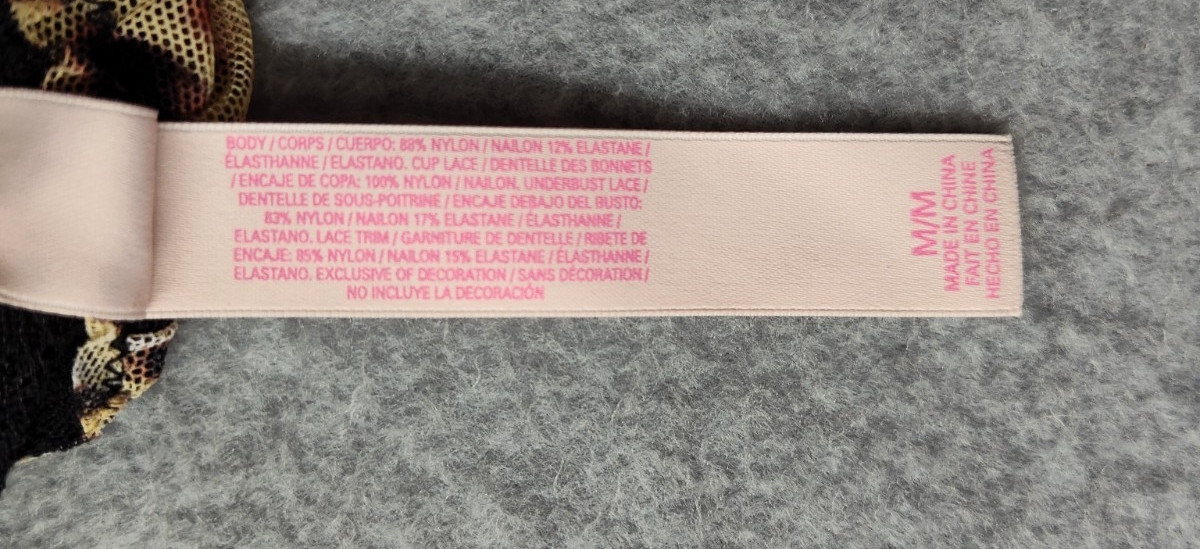 BODY / CORPS / CUERPO: 88% NYLON / NAILON 12% ELASTANE /
ÉLASTHANNE / ELASTANO. CUP LACE / DENTELLE DES BONNETS
/ ENCAJE DE COPA: 100% NYLON / NAILON. UNDERBUST LACE /
DENTELLE DE SOUS-POITRINE / ENCAJE DEBAJO DEL BUSTO:
83% NYLON / NAILON 17% ELASTANE / ÉLASTHANNE /
ELASTANO. LACE TRIM / GARNITURE DE DENTELLE / RIBETE DE
ENCAJE: 85% NYLON / NAILON 15% ELASTANE / ÉLASTHANNE /
ELASTANO. EXCLUSIVE OF DECORATION / SANS DÉCORATION /
NO INCLUYE LA DECORACIÓN
M/M
MADE IN CHINA
FAIT EN CHINE
HECHO EN CHINA